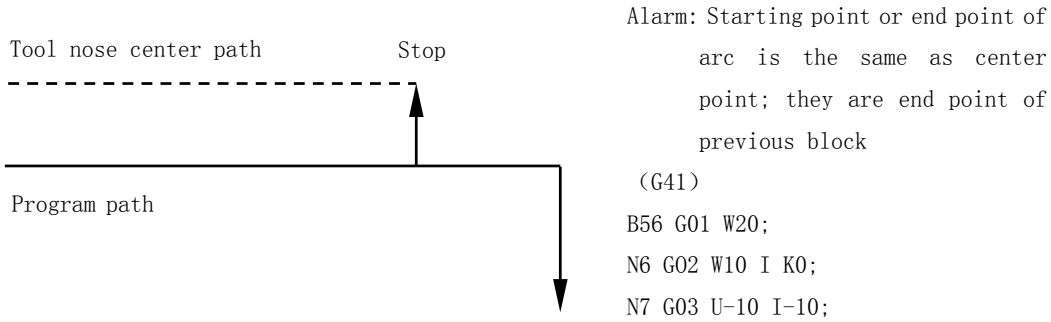 Tool nose center path
Stop
Program path
Alarm: Starting point or end point of
arc is the same as center
point; they are end point of
previous block
（G41）
B56 G01 W20;
N6 G02 W10 I K0;
N7 G03 U-10 I-10;